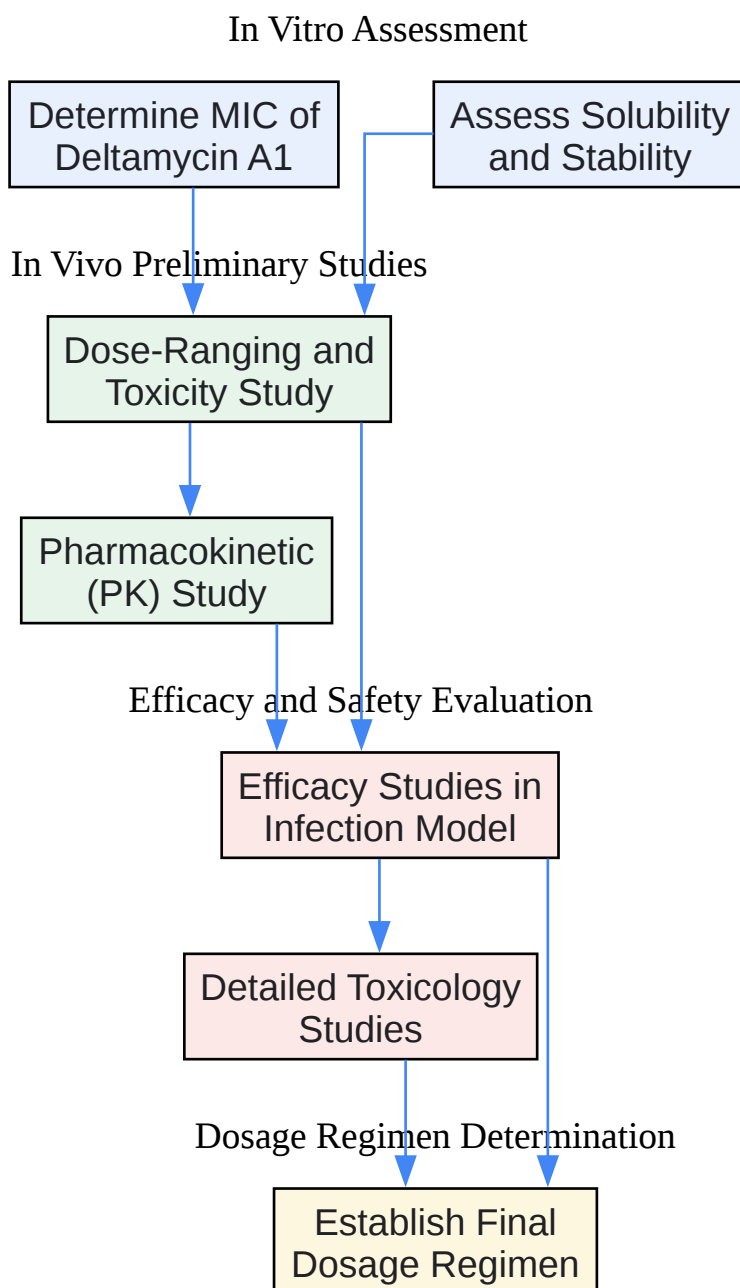 In Vitro Assessment
Determine MIC of
Deltamycin A1
Assess Solubility
and Stability
In Vivo Preliminary Studies
Dose-Ranging and
Toxicity Study
Pharmacokinetic
(PK) Study
Efficacy and Safety Evaluation
Efficacy Studies in
Infection Model
Detailed Toxicology
Studies
Dosage Regimen Determination
Establish Final
Dosage Regimen